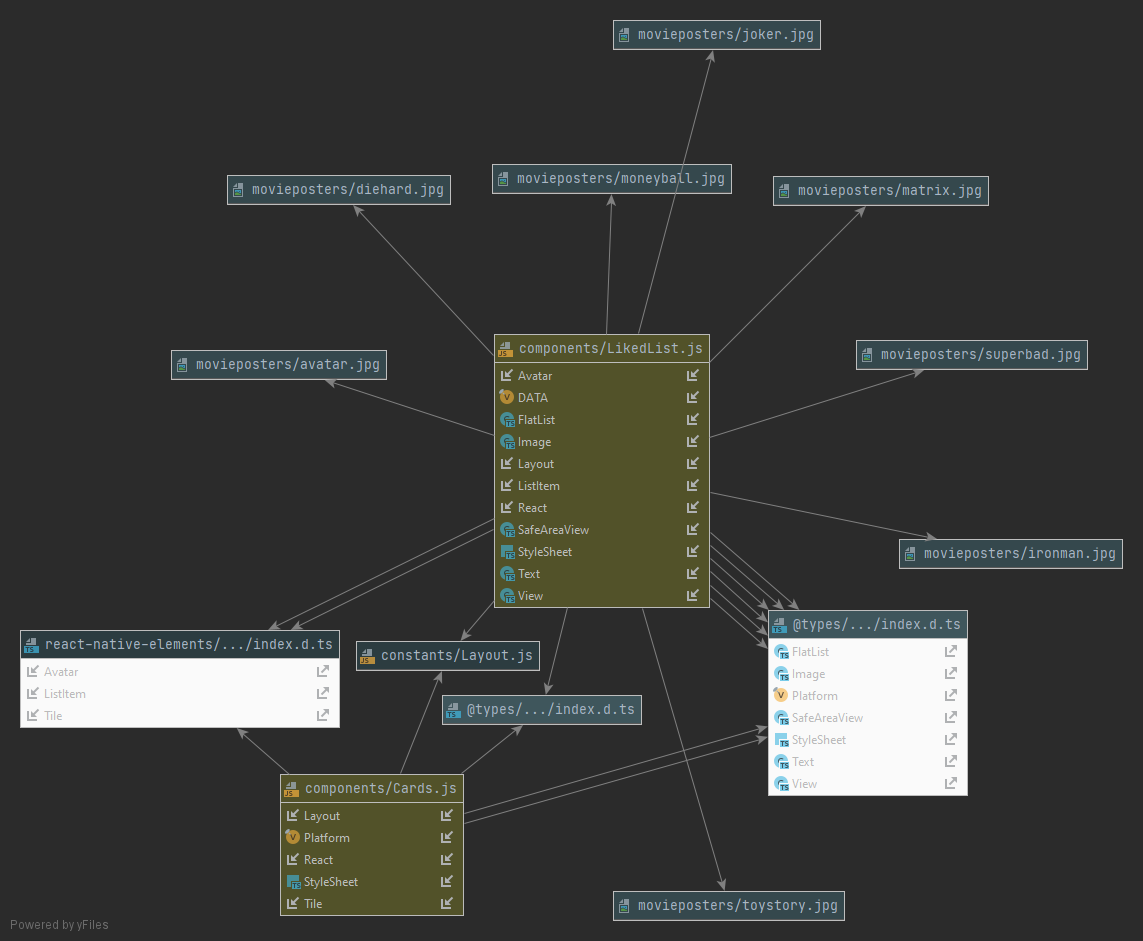 movieposters/joker.jpg
movieposters/diehard.jpg
movieposters/moneyball.jpg
movieposters/matrix.jpg
components/LikedList.js
Avatar
DATA
FlatList
Image
Layout
ListItem
React
SafeAreaView
StyleSheet
Text
View
movieposters/avatar.jpg
movieposters/superbad.jpg
movieposters/ironman.jpg
react-native-elements/.../index.d.ts
Avatar
ListItem
Tile
constants/Layout.js
@types/.../index.d.ts
@types/.../index.d.ts
FlatList
Image
Platform
SafeAreaView
StyleSheet
Text
View
components/Cards.js
Layout
Platform
React
StyleSheet
Tile
movieposters/toystory.jpg
Powered by yFiles